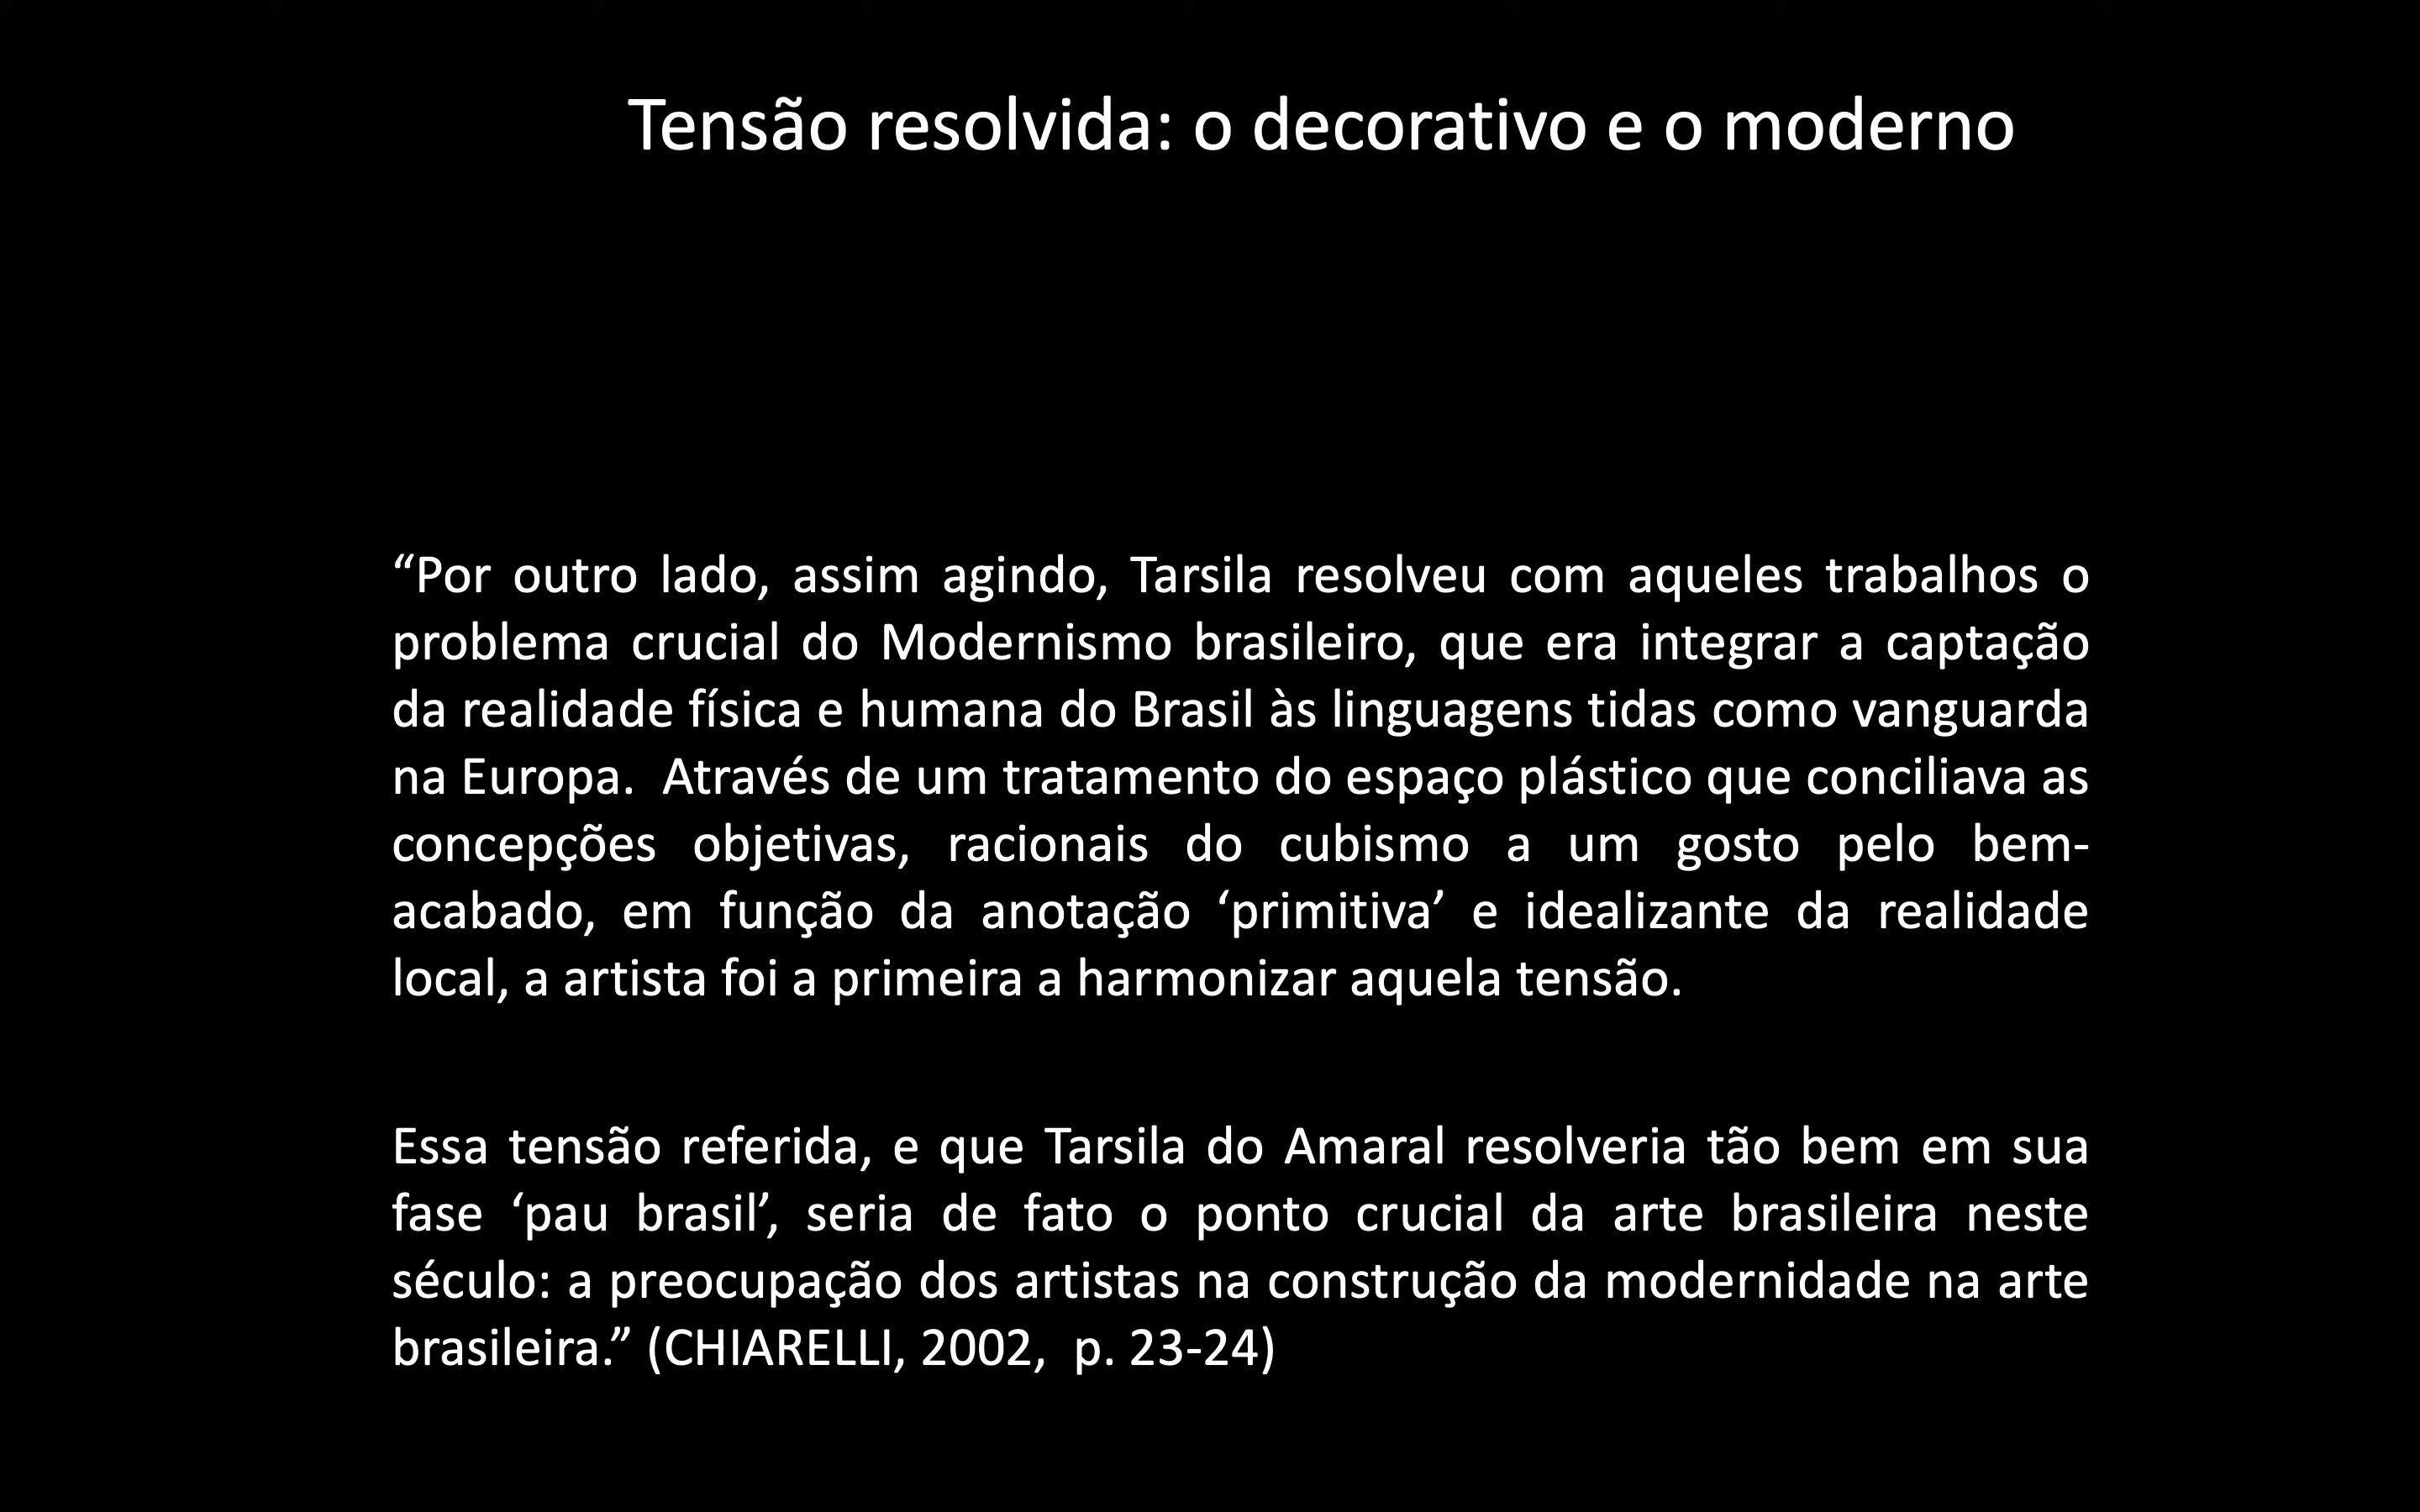 Tensão resolvida: o decorativo e o moderno
“Por outro lado, assim agindo, Tarsila resolveu com aqueles trabalhos o
problema crucial do Modernismo brasileiro, que era integrar a captação
da realidade física e humana do Brasil às linguagens tidas como vanguarda
na Europa.  Através de um tratamento do espaço plástico que conciliava as
concepções objetivas, racionais do cubismo a um gosto pelo bem-
acabado, em função da anotação ‘primitiva’ e idealizante da realidade
local, a artista foi a primeira a harmonizar aquela tensão.
Essa tensão referida, e que Tarsila do Amaral resolveria tão bem em sua
fase ‘pau brasil’, seria de fato o ponto crucial da arte brasileira neste
século: a preocupação dos artistas na construção da modernidade na arte
brasileira.” (CHIARELLI, 2002,  p. 23-24)